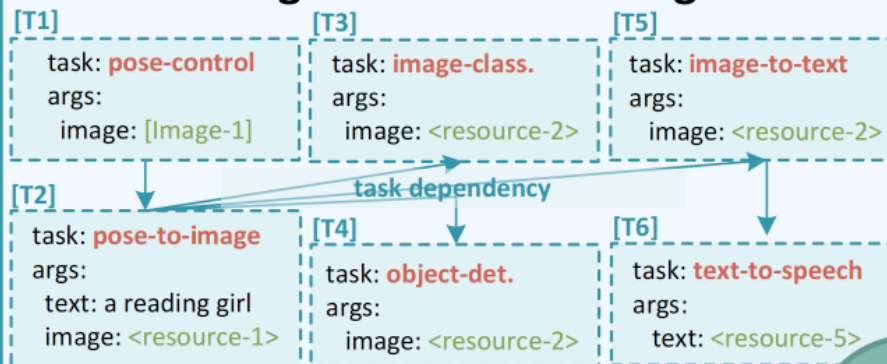 [T1]
task: pose-control
args:
image: [Image-1]
[T3]
task: image-class.
args:
image: <resource-2>
[T5]
task: image-to-text
args:
image: <resource-2>
task dependency
[T2]
task: pose-to-image
args:
text: a reading girl
image: <resource-1>
[T4]
task: object-det.
args:
image: <resource-2>
[T6]
task: text-to-speech
args:
text: <resource-5>